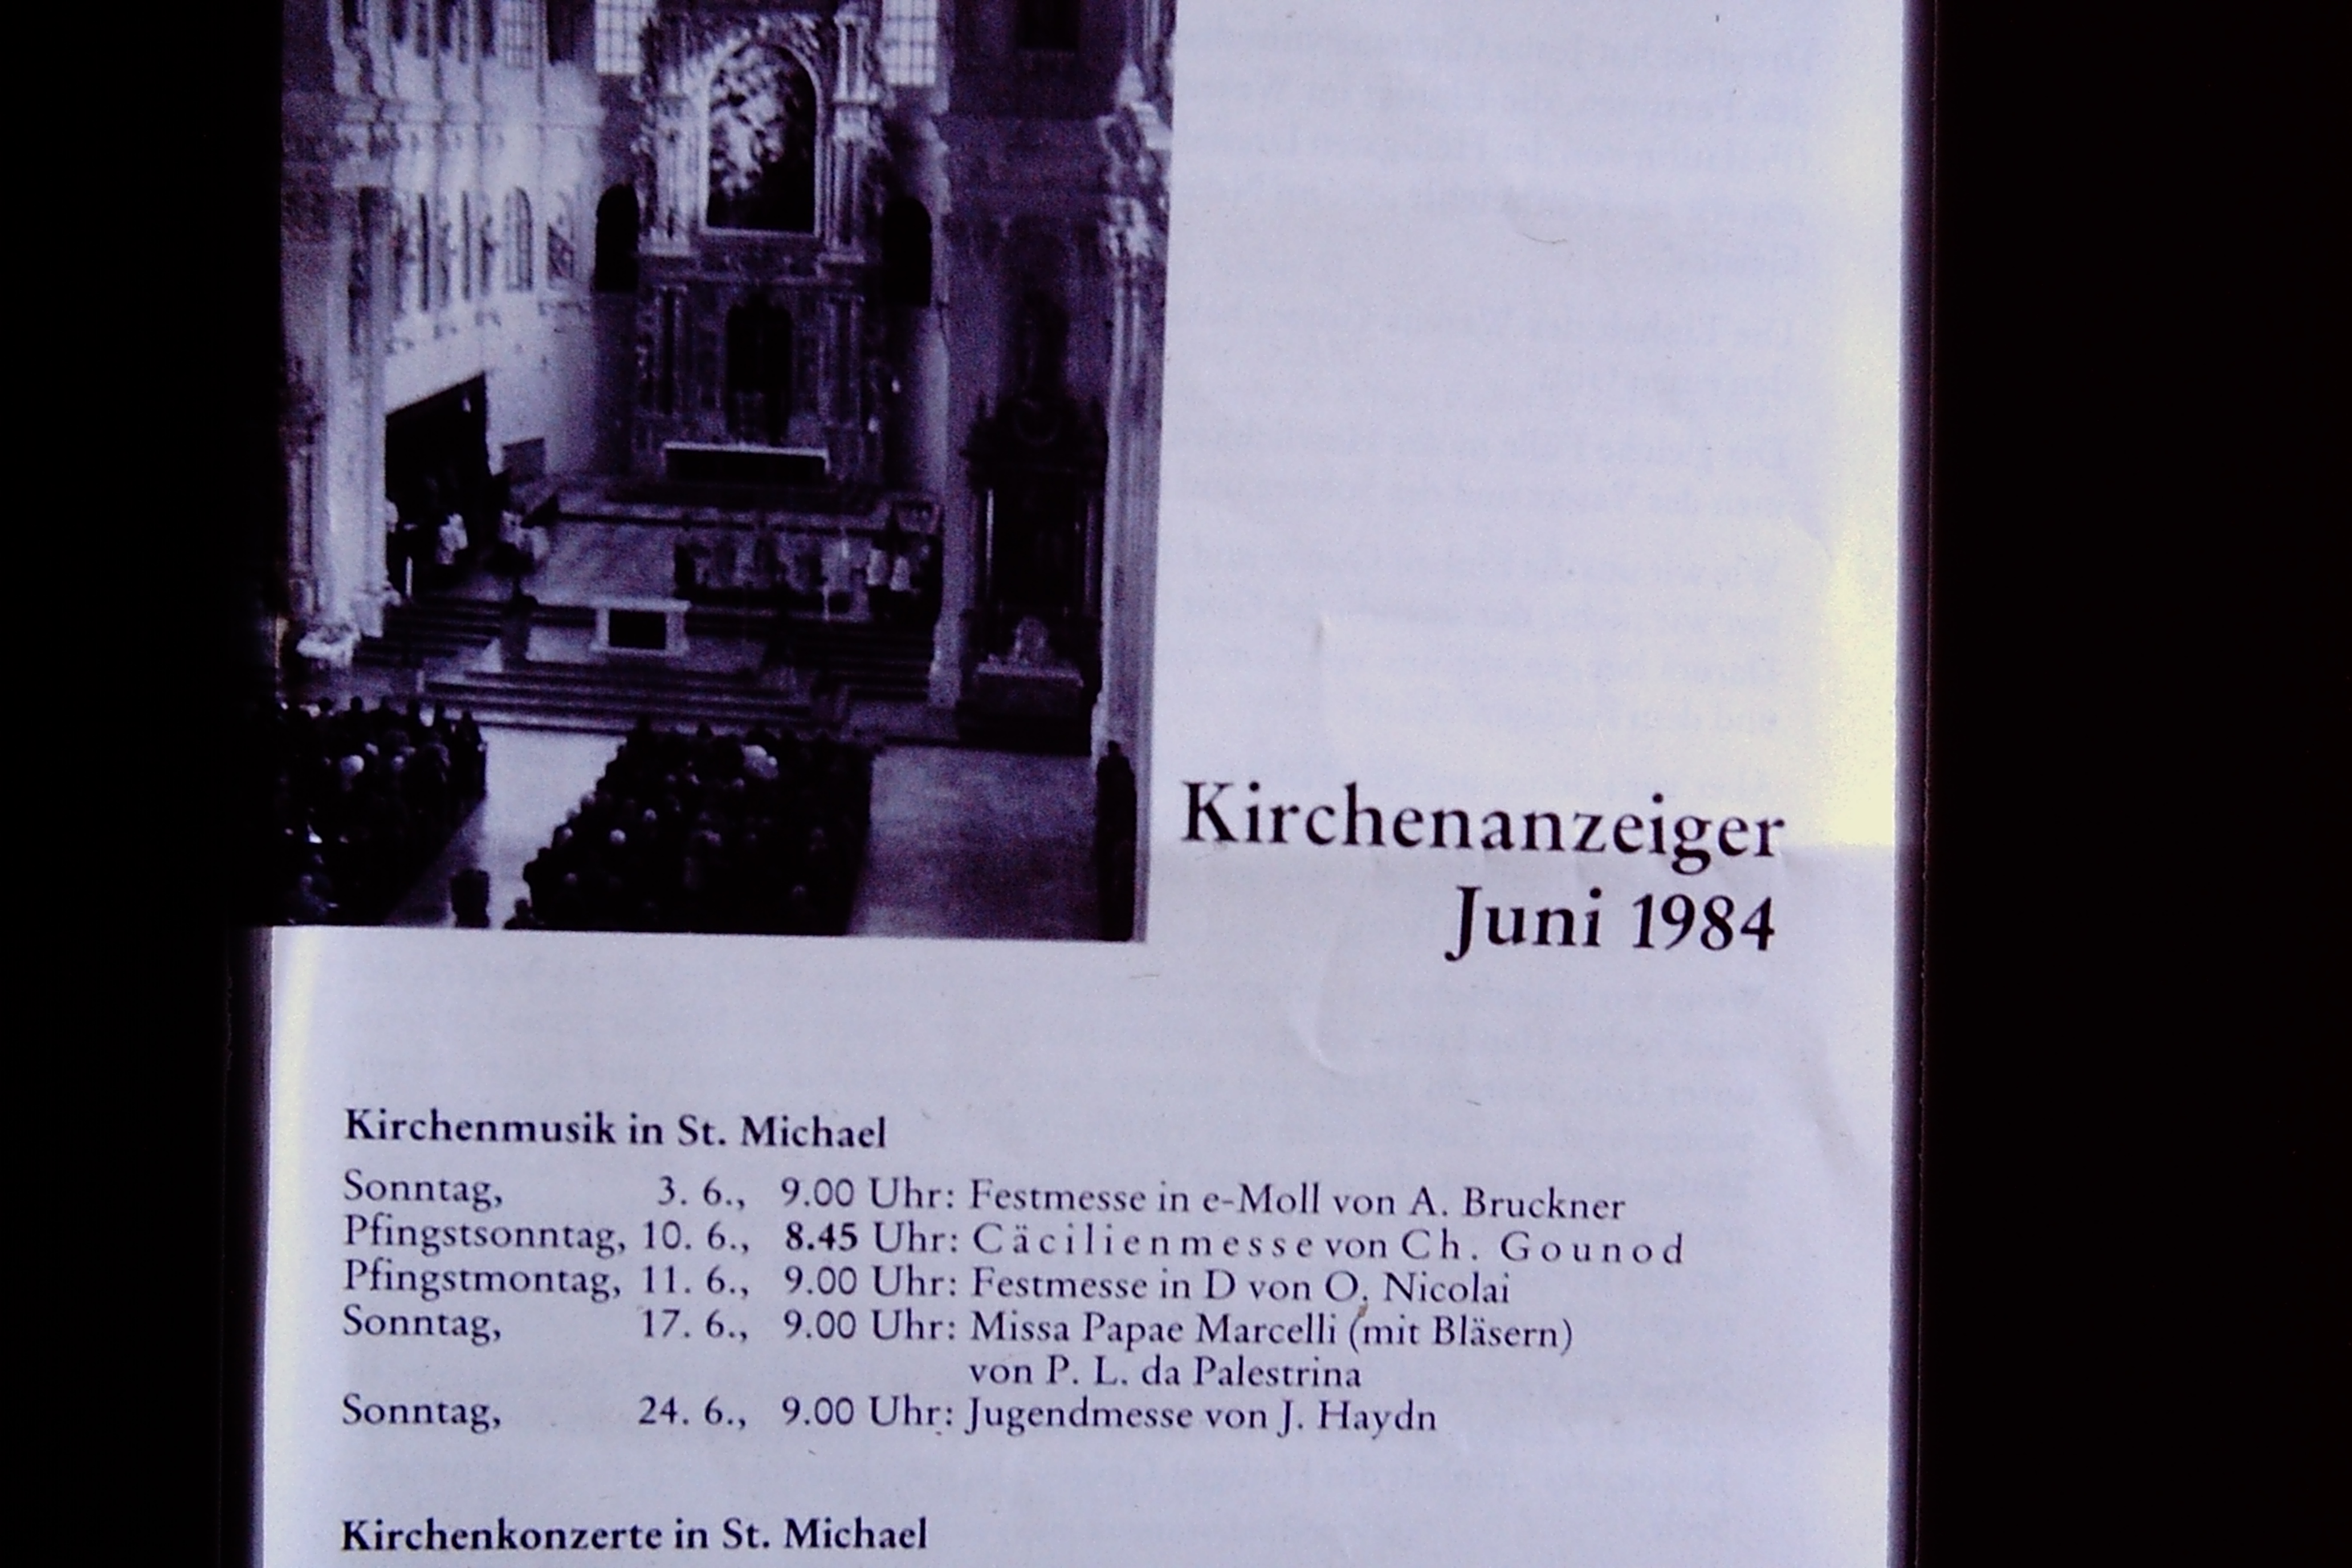 Kirchenanzeiger
Juni 1984
Kirchenmusik in St. Michael
Sonntag, 3. 6., 9.00 Uhr: Festmesse in e-Moll von A. Bruckner
Pfingstsonntag, 10. 6., 8.45 Uhr: Cäcilienmesse von Ch. Gounod
Pfingstmontag, 11. 6., 9.00 Uhr: Festmesse in D von O. Nicolai
Sonntag, 17. 6., 9.00 Uhr: Missa Papae Marcelli (mit Bläsern)
von P. L. da Palestrina
Sonntag, 24. 6., 9.00 Uhr: Jugendmesse von J. Haydn
Kirchenkonzerte in St. Michael